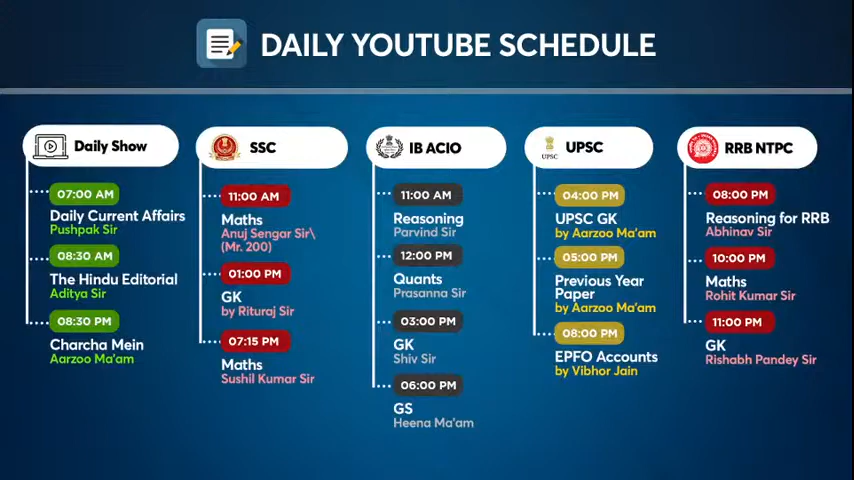 DAILY YOUTUBE SCHEDULE
Daily Show
07:00 AM
Daily Current Affairs
Pushpak Sir
08:30 AM
The Hindu Editorial
Aditya Sir
08:30 PM
Charcha Mein
Aarzoo Ma'am
SSC
11:00 AM
Maths
Anuj Sengar Sir\
(Mr. 200)
01:00 PM
GK
by Rituraj Sir
07:15 PM
Maths
Sushil Kumar Sir
IB ACIO
11:00 AM
Reasoning
Parvind Sir
12:00 PM
Quants
Prasanna Sir
03:00 PM
GK
Shiv Sir
06:00 PM
GS
Heena Ma'am
UPSC
UPSC
04:00 PM
UPSC GK
by Aarzoo Ma'am
05:00 PM
Previous Year
Paper
by Aarzoo Ma'am
08:00 PM
EPFO Accounts
by Vibhor Jain
RRB NTPC
08:00 PM
Reasoning for RRB
Abhinav Sir
10:00 PM
Maths
Rohit Kumar Sir
11:00 PM
GK
Rishabh Pandey Sir